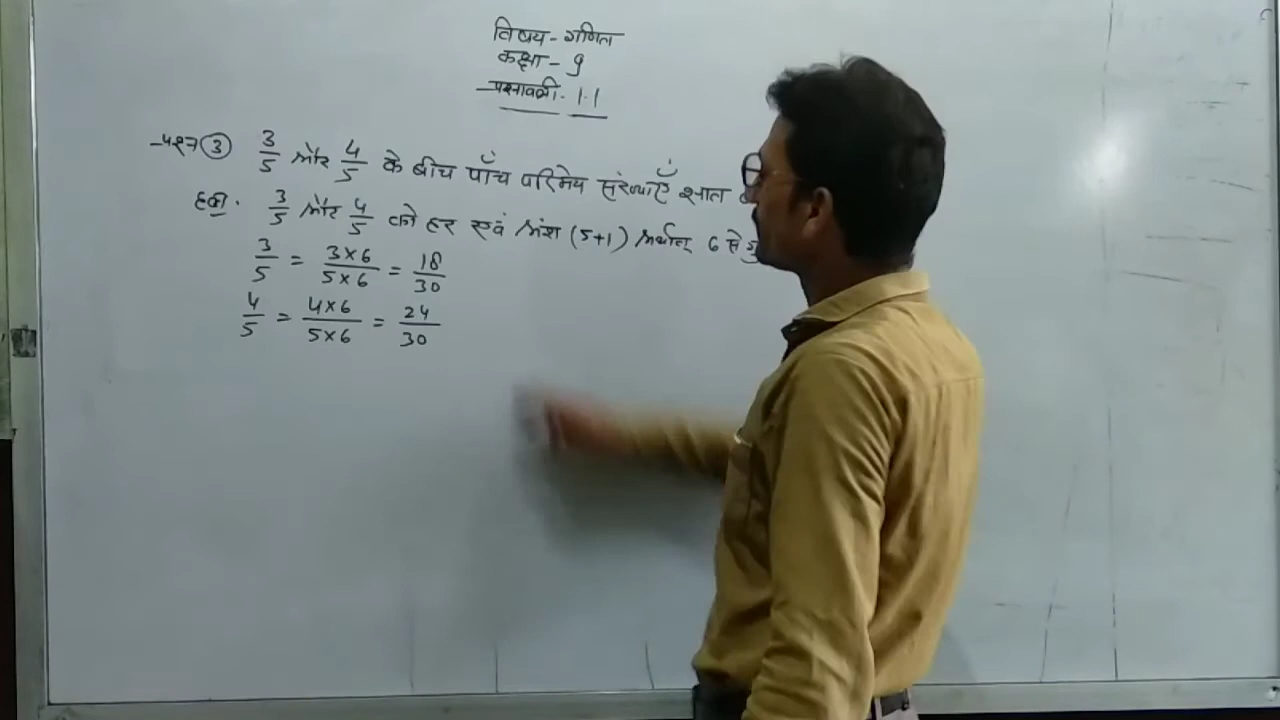 विषय - गणित
कक्षा - 9
प्रश्नावली - 1.1
प्रश्न ③ 3/5 और 4/5 के बीच पाँच परिमेय संख्याएँ ज्ञात
हल. 3/5 और 4/5 को हर एवं अंश (5+1) अर्थात् 6 से
3/5 = 3×6/5×6 = 18/30
4/5 = 4×6/5×6 = 24/30